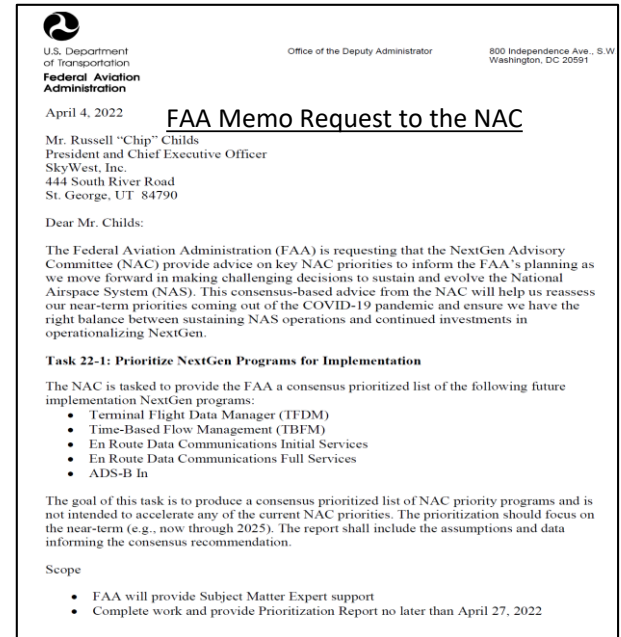 U.S. Department
of Transportation
Federal Aviation
Administration
Office of the Deputy Administrator
800 Independence Ave., S.W
Washington, DC 20591
April 4, 2022
FAA Memo Request to the NAC
Mr. Russell “Chip” Childs
President and Chief Executive Officer
SkyWest, Inc.
444 South River Road
St. George, UT 84790
Dear Mr. Childs:
The Federal Aviation Administration (FAA) is requesting that the NextGen Advisory
Committee (NAC) provide advice on key NAC priorities to inform the FAA’s planning as
we move forward in making challenging decisions to sustain and evolve the National
Airspace System (NAS). This consensus-based advice from the NAC will help us reassess
our near-term priorities coming out of the COVID-19 pandemic and ensure we have the
right balance between sustaining NAS operations and continued investments in
operationalizing NextGen.
Task 22-1: Prioritize NextGen Programs for Implementation
The NAC is tasked to provide the FAA a consensus prioritized list of the following future
implementation NextGen programs:
• Terminal Flight Data Manager (TFDM)
• Time-Based Flow Management (TBFM)
• En Route Data Communications Initial Services
• En Route Data Communications Full Services
• ADS-B In
The goal of this task is to produce a consensus prioritized list of NAC priority programs and is
not intended to accelerate any of the current NAC priorities. The prioritization should focus on
the near-term (e.g., now through 2025). The report shall include the assumptions and data
informing the consensus recommendation.
Scope
• FAA will provide Subject Matter Expert support
• Complete work and provide Prioritization Report no later than April 27, 2022